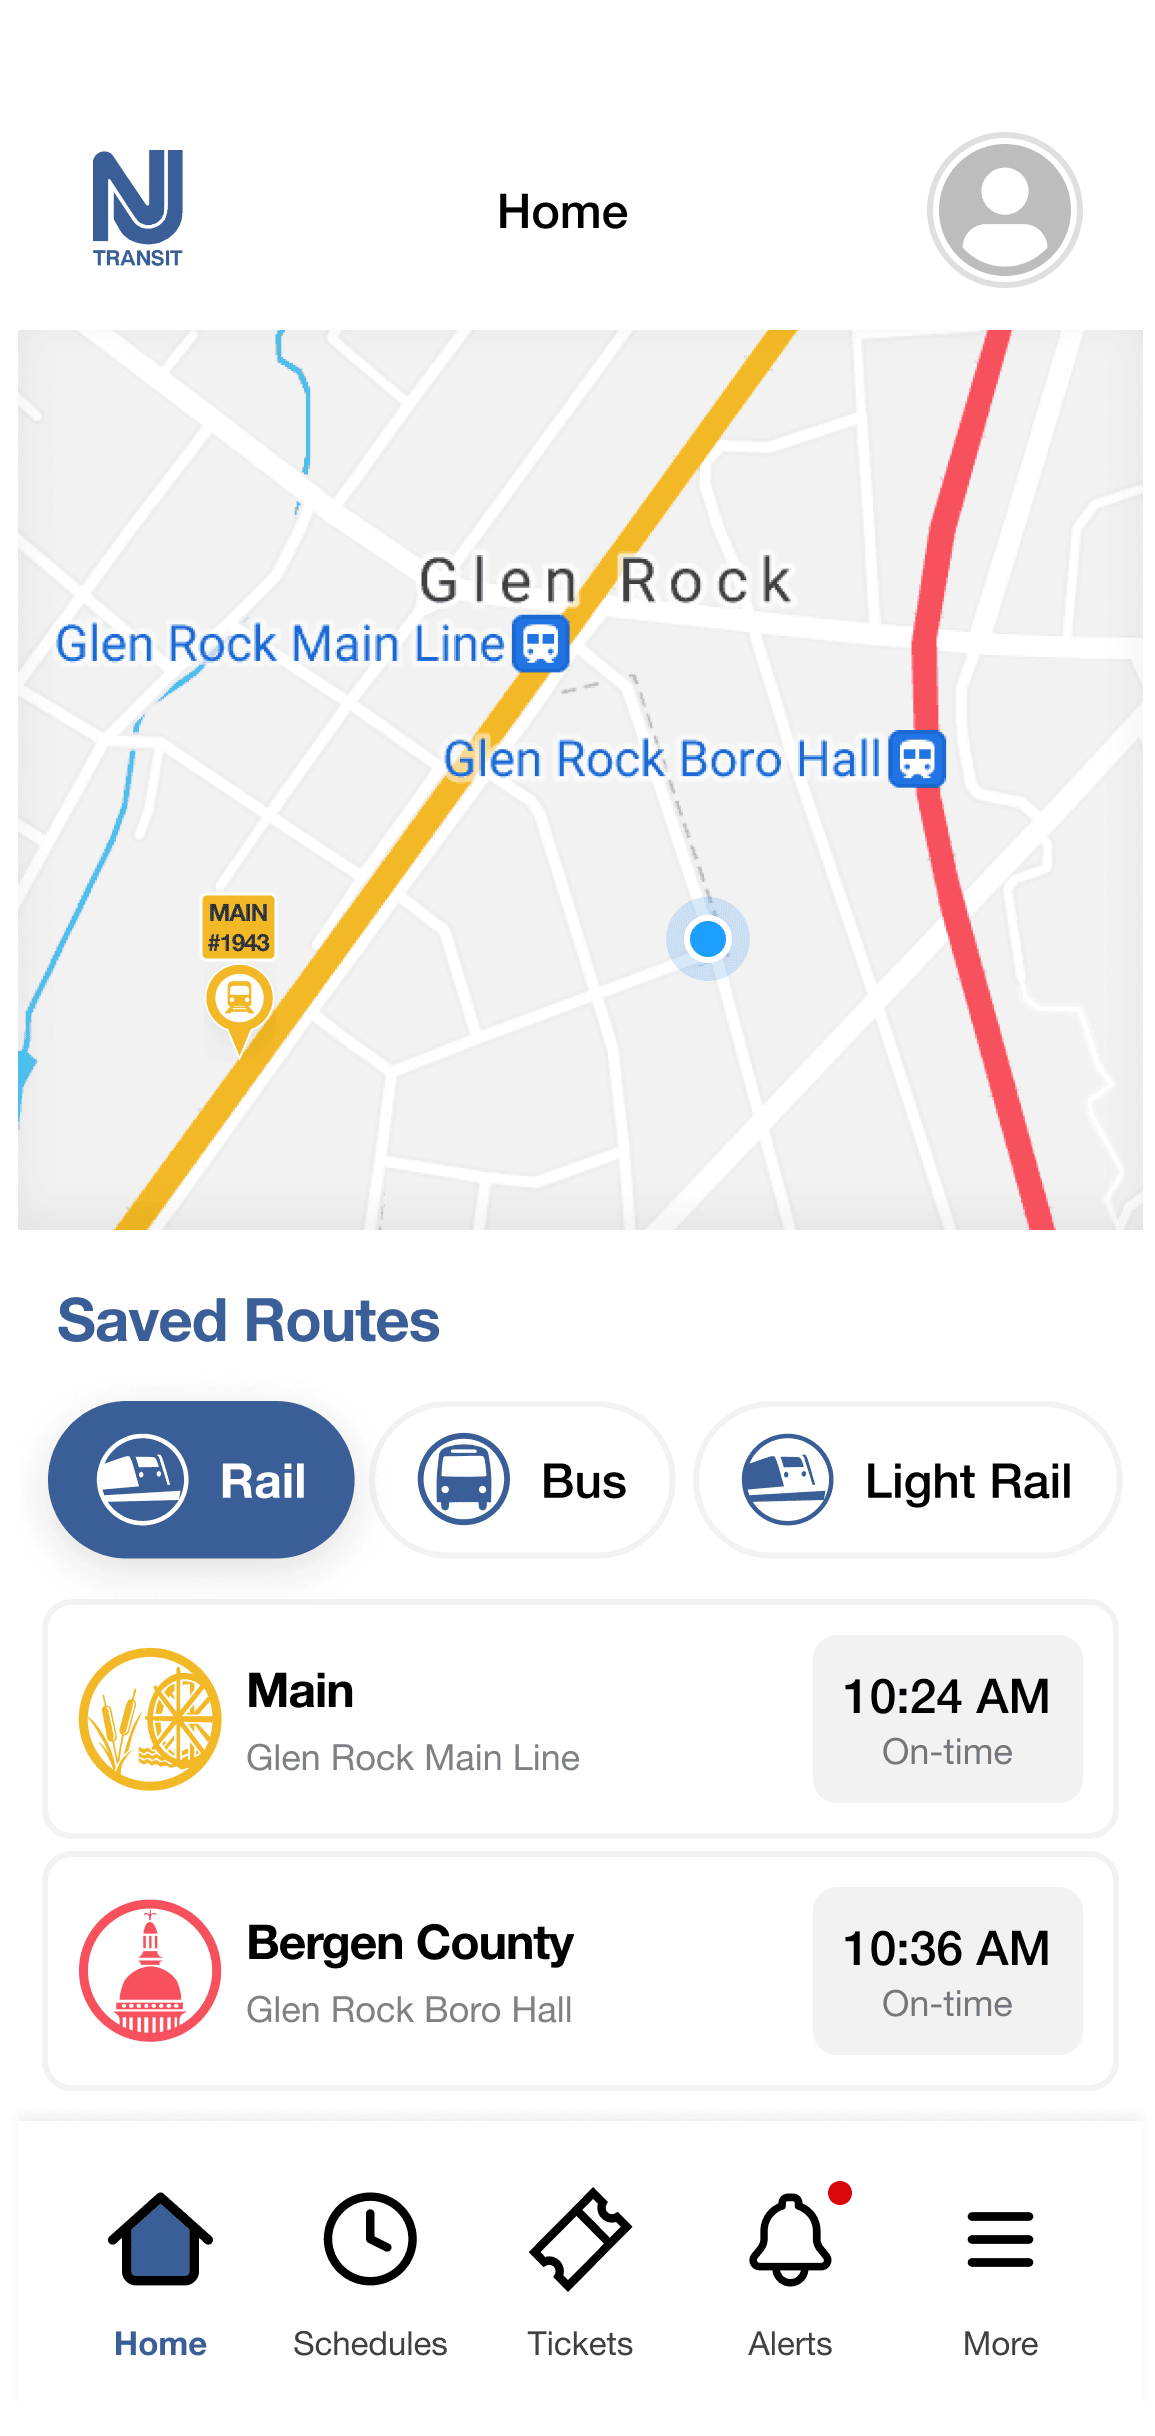 NJ
TRANSIT
Home
Glen Rock
Glen Rock Main Line
Glen Rock Boro Hall
MAIN
#1943
Saved Routes
Rail
Bus
Light Rail
Main
Glen Rock Main Line
10:24 AM
On-time
Bergen County
Glen Rock Boro Hall
10:36 AM
On-time
Home
Schedules
Tickets
Alerts
More